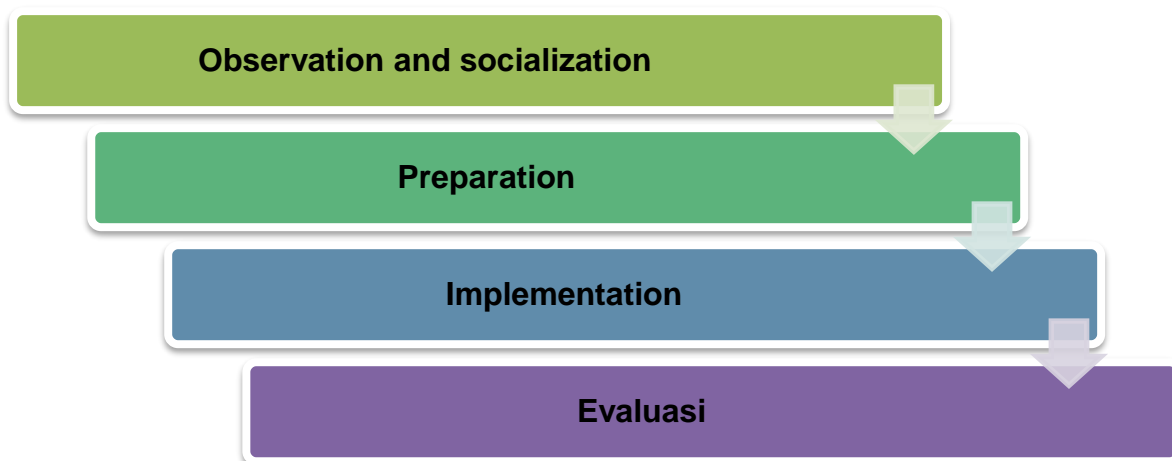 Observation and socialization
Preparation
Implementation
Evaluasi